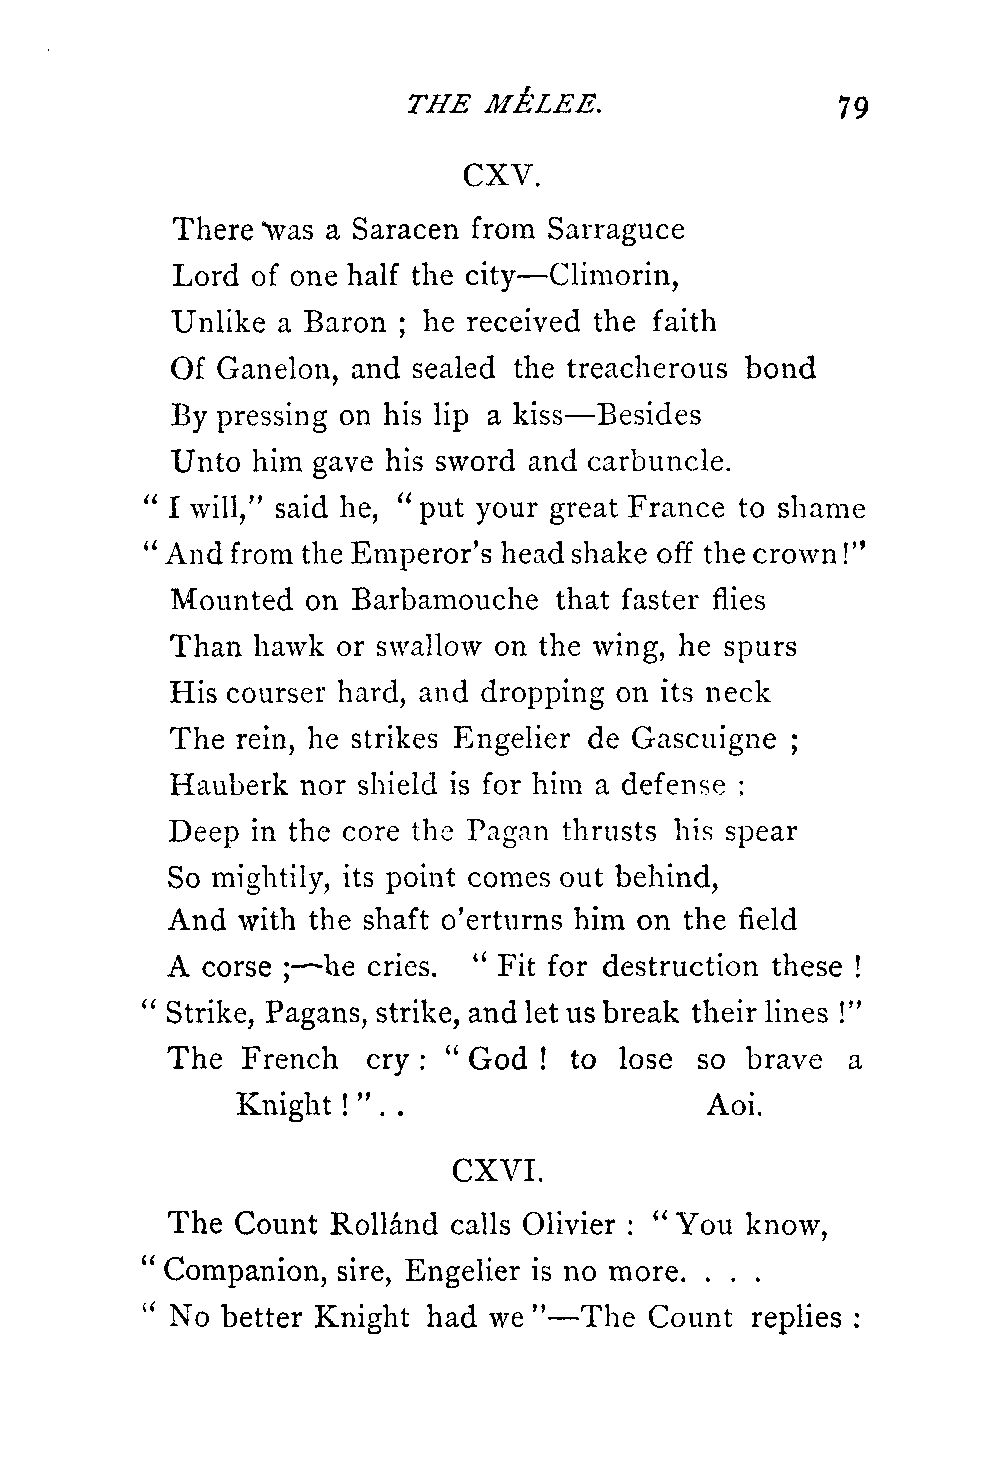 THE MÊLEE. 79
CXV.
There was a Saracen from Sarraguce
Lord of one half the city—Climorin,
Unlike a Baron ; he received the faith
Of Ganelon, and sealed the treacherous bond
By pressing on his lip a kiss—Besides
Unto him gave his sword and carbuncle.
“ I will,” said he, “ put your great France to shame
“ And from the Emperor’s head shake off the crown !”
Mounted on Barbamouche that faster flies
Than hawk or swallow on the wing, he spurs
His courser hard, and dropping on its neck
The rein, he strikes Engelier de Gascuigne ;
Hauberk nor shield is for him a defense :
Deep in the core the Pagan thrusts his spear
So mightily, its point comes out behind,
And with the shaft o’erturns him on the field
A corse ;—he cries. “ Fit for destruction these !
“ Strike, Pagans, strike, and let us break their lines !”
The French cry : “ God ! to lose so brave a
Knight ! ” . . Aoi.
CXVI.
The Count Rollánd calls Olivier : “ You know,
“ Companion, sire, Engelier is no more. . . .
“ No better Knight had we ”—The Count replies :